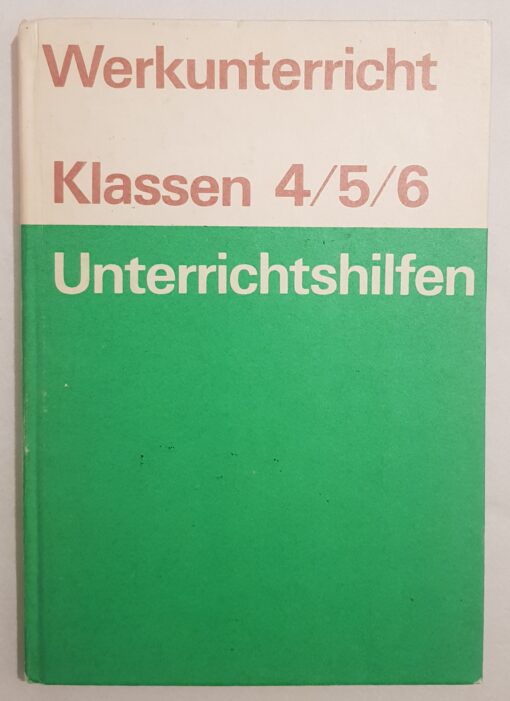 Werkunterricht
Klassen 4/5/6
Unterrichtshilfen